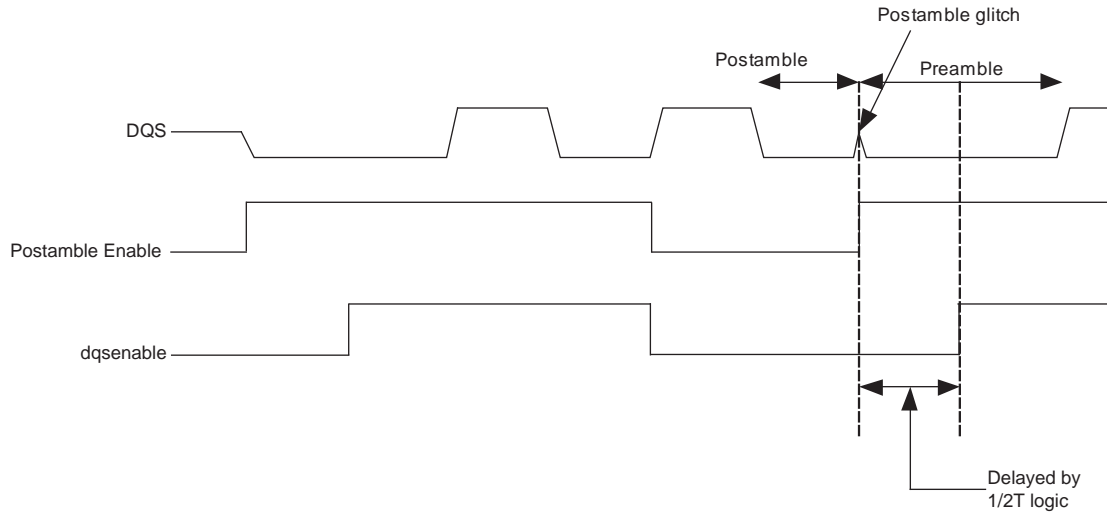 Postamble glitch
Postamble
Preamble
DQS
Postamble Enable
dqsenable
Delayed by
1/2T logic